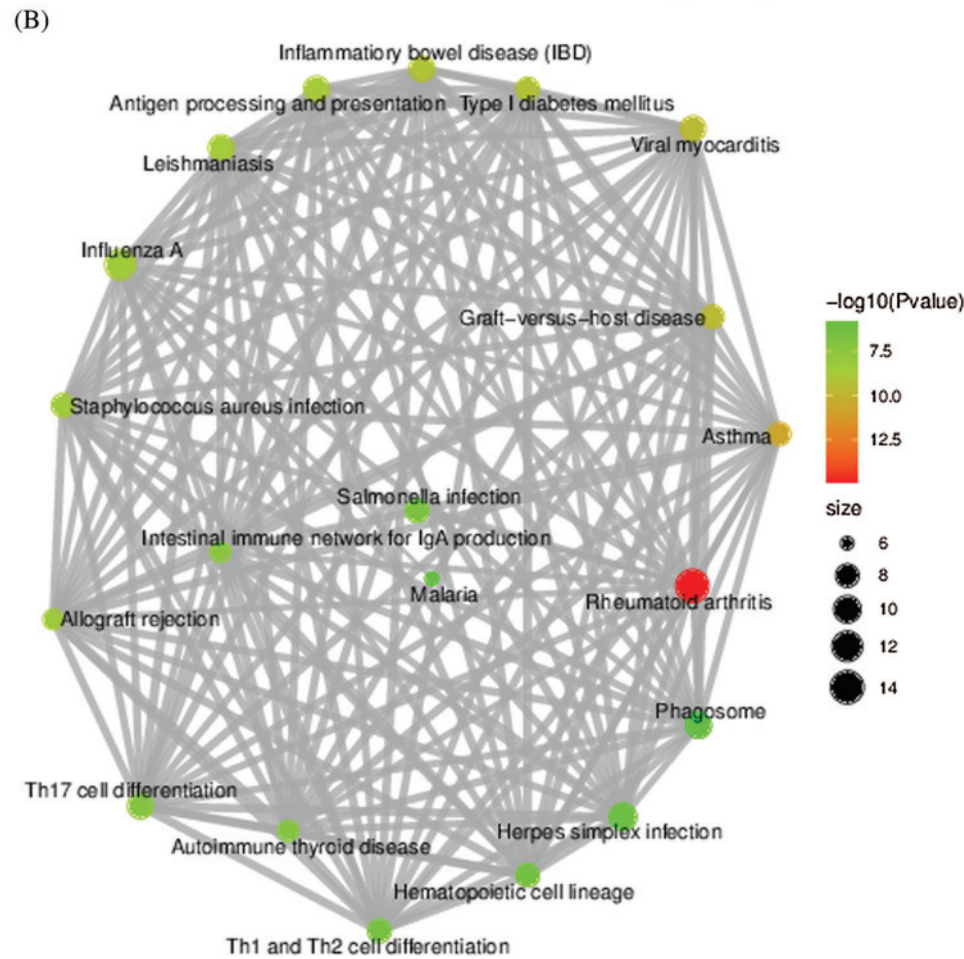 (B)
Inflammatiory bowel disease (IBD)
Antigen processing and presentation
Type I diabetes mellitus
Viral myocarditis
Leishmaniasis
Influenza A
Graft-versus-host disease
Staphylococcus aureus infection
Asthma
Salmonella infection
Intestinal immune network for IgA production
Malaria
Rheumatoid arthritis
Allograft rejection
Phagosome
Th17 cell differentiation
Herpes simplex infection
Autoimmune thyroid disease
Hematopoietic cell lineage
Th1 and Th2 cell differentiation
-log10(Pvalue)
7.5
10.0
12.5
size
6
8
10
12
14